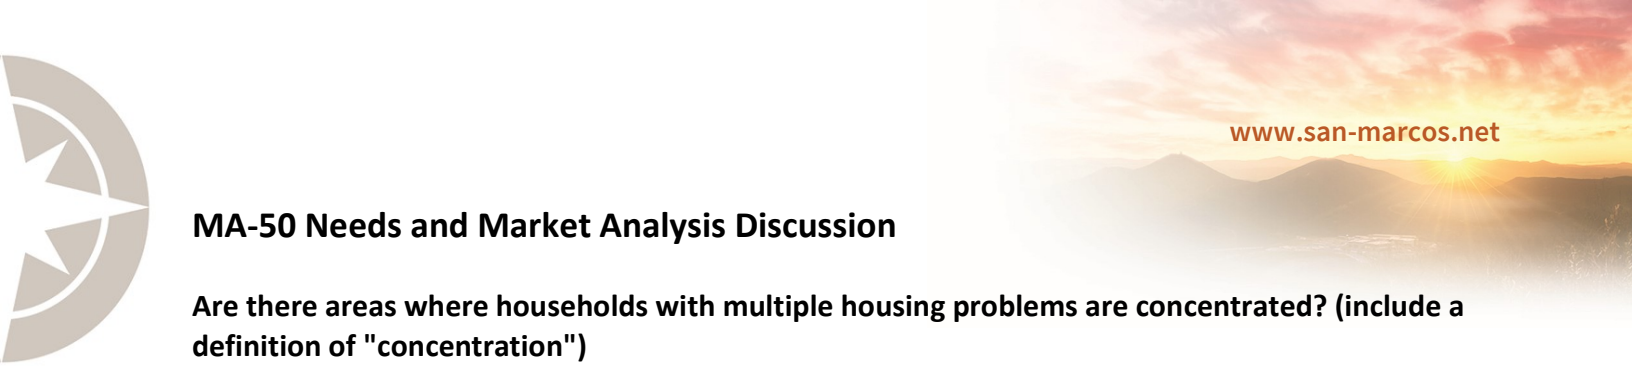 www.san-marcos.net
MA-50 Needs and Market Analysis Discussion
Are there areas where households with multiple housing problems are concentrated? (include a
definition of "concentration")